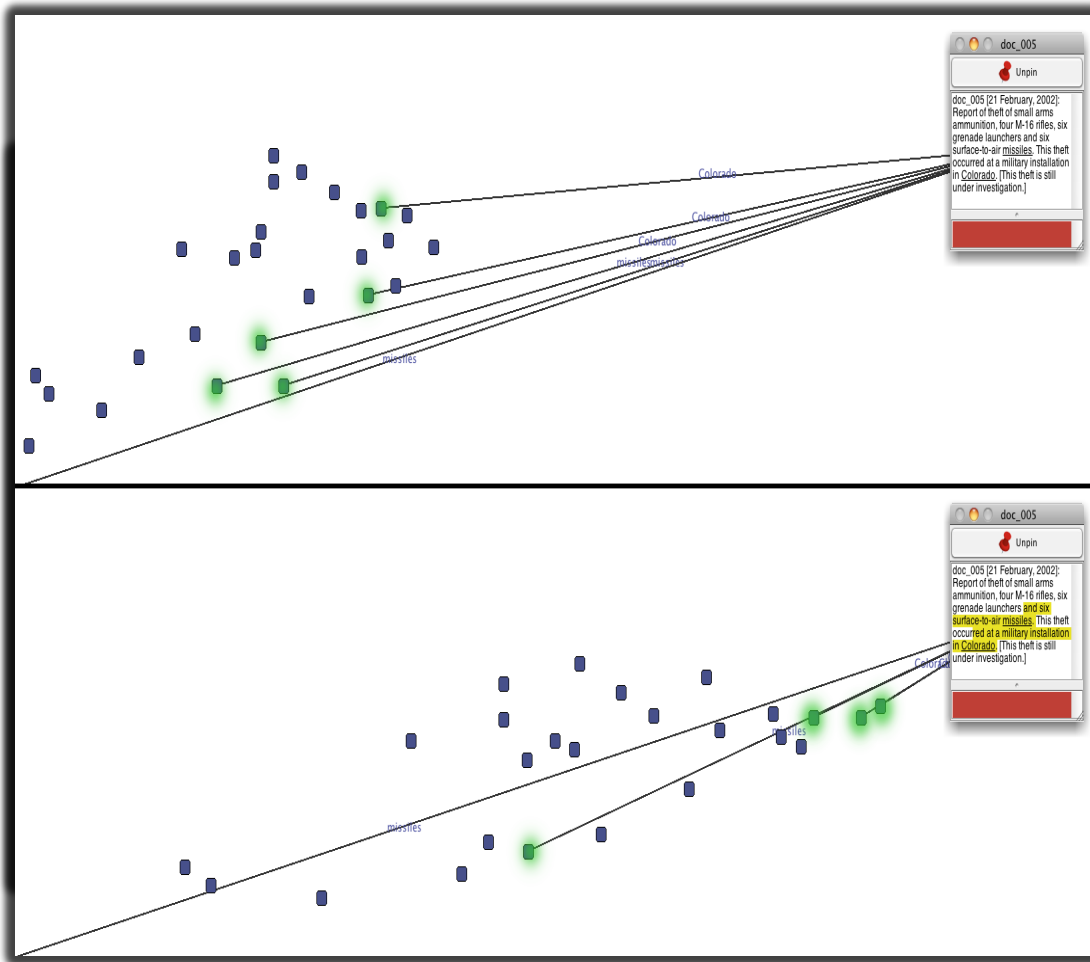 doc_005
Unpin
doc_005 [21 February, 2002]:
Report of theft of small arms
ammunition, four M-16 rifles, six
grenade launchers and six
surface-to-air missiles. This theft
occurred at a military installation
in Colorado. [This theft is still
under investigation.]
Colorado
Colorado
Colorado
missiles missiles
missiles
doc_005
Unpin
doc_005 [21 February, 2002]:
Report of theft of small arms
ammunition, four M-16 rifles, six
grenade launchers and six
surface-to-air missiles. This theft
occurred at a military installation
in Colorado. [This theft is still
under investigation.]
missiles
missiles